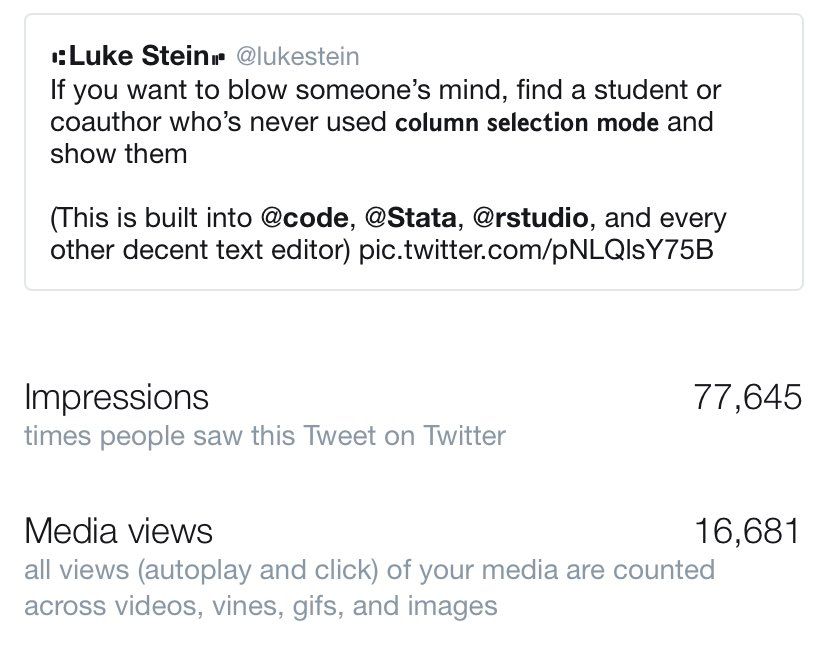 Luke Stein @lukestein
If you want to blow someone’s mind, find a student or
coauthor who’s never used column selection mode and
show them
(This is built into @code, @Stata, @rstudio, and every
other decent text editor) pic.twitter.com/pNLQlsY75B
Impressions 77,645
times people saw this Tweet on Twitter
Media views 16,681
all views (autoplay and click) of your media are counted
across videos, vines, gifs, and images